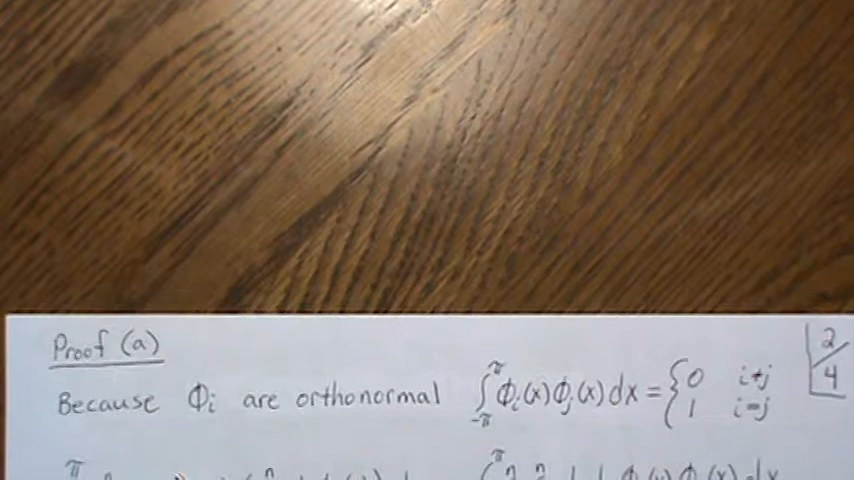 Proof (a)
2/4
Because Φi are orthonormal ∫_{-π}^{π} Φi(x)Φj(x)dx = { 0 i≠j
1 i=j